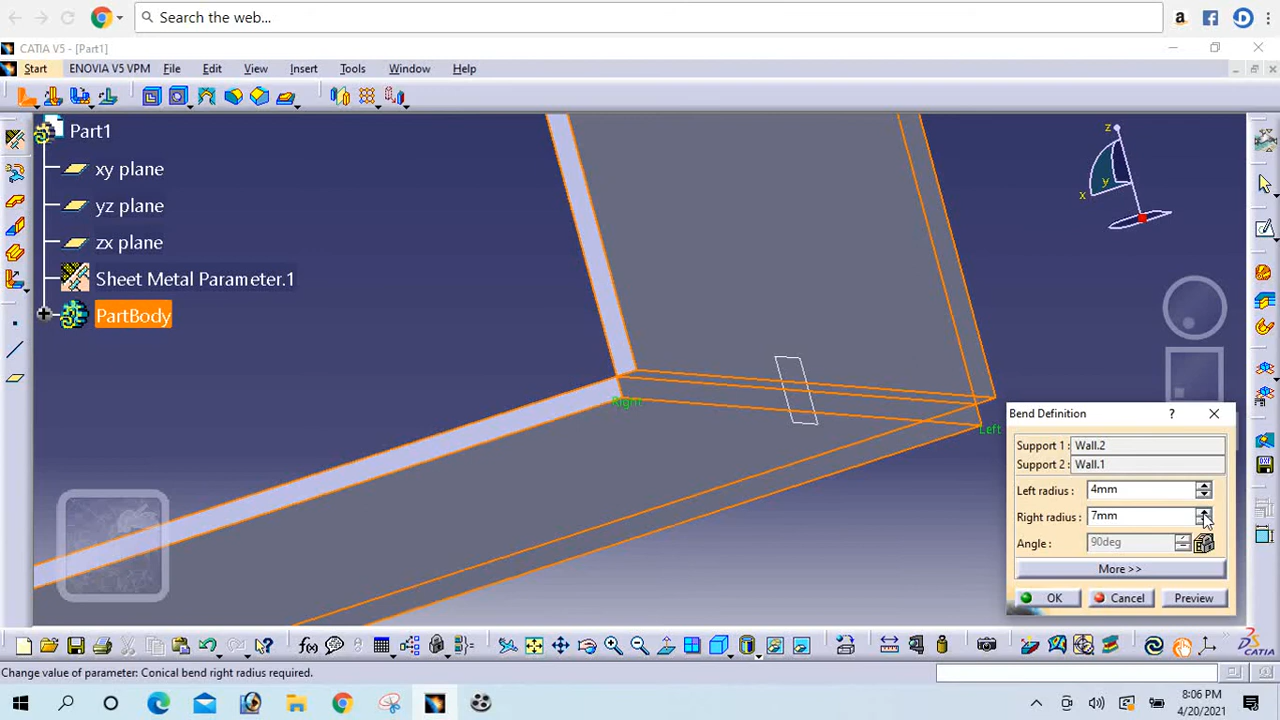 Search the web...
CATIA V5 - [Part1]
Start ENOVIA V5 VPM File Edit View Insert Tools Window Help
Part1
xy plane
yz plane
zx plane
Sheet Metal Parameter.1
PartBody
z
y
x
Right
Left
Bend Definition ?
Support 1 : Wall.2
Support 2 : Wall.1
Left radius : 4mm
Right radius : 7mm
Angle : 90deg
More >>
OK Cancel Preview
f(x)
CATIA
Change value of parameter: Conical bend right radius required.
8:06 PM
4/20/2021